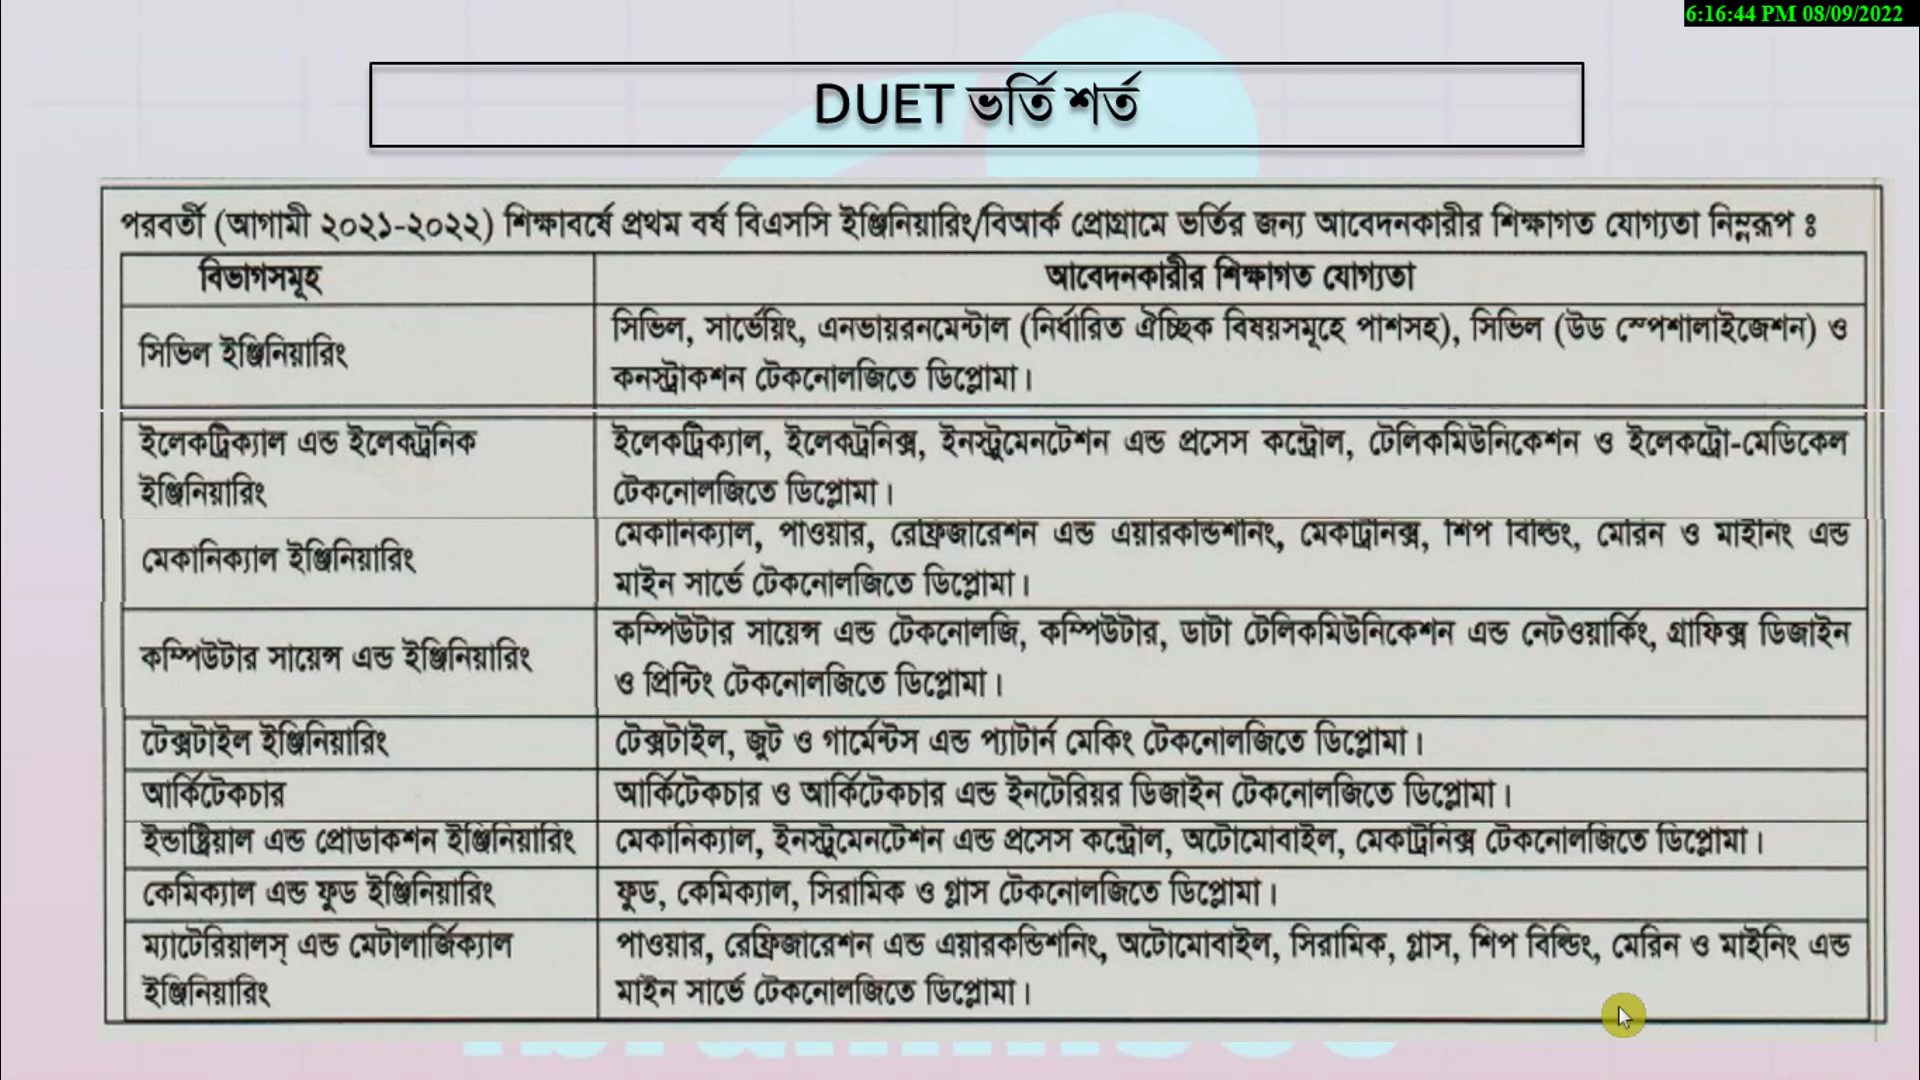 6:16:44 PM 08/09/2022
DUET ভর্তি শর্ত
পরবর্তী (আগামী ২০২১-২০২২) শিক্ষাবর্ষে প্রথম বর্ষ বিএসসি ইঞ্জিনিয়ারিং/বিআর্ক প্রোগ্রামে ভর্তির জন্য আবেদনকারীর শিক্ষাগত যোগ্যতা নিম্নরূপ ঃ
বিভাগসমূহ
আবেদনকারীর শিক্ষাগত যোগ্যতা
সিভিল ইঞ্জিনিয়ারিং
সিভিল, সার্ভেয়িং, এনভায়রনমেন্টাল (নির্ধারিত ঐচ্ছিক বিষয়সমূহে পাশসহ), সিভিল (উড স্পেশালাইজেশন) ও
কনস্ট্রাকশন টেকনোলজিতে ডিপ্লোমা।
ইলেকট্রিক্যাল এন্ড ইলেকট্রনিক
ইঞ্জিনিয়ারিং
ইলেকট্রিক্যাল, ইলেকট্রনিক্স, ইনস্ট্রুমেনটেশন এন্ড প্রসেস কন্ট্রোল, টেলিকমিউনিকেশন ও ইলেকট্রো-মেডিকেল
টেকনোলজিতে ডিপ্লোমা।
মেকানিক্যাল ইঞ্জিনিয়ারিং
মেকানিক্যাল, পাওয়ার, রেফ্রিজারেশন এন্ড এয়ারকন্ডিশনিং, মেকাট্রনিক্স, শিপ বিল্ডিং, মেরিন ও মাইনিং এন্ড
মাইন সার্ভে টেকনোলজিতে ডিপ্লোমা।
কম্পিউটার সায়েন্স এন্ড ইঞ্জিনিয়ারিং
কম্পিউটার সায়েন্স এন্ড টেকনোলজি, কম্পিউটার, ডাটা টেলিকমিউনিকেশন এন্ড নেটওয়ার্কিং, গ্রাফিক্স ডিজাইন
ও প্রিন্টিং টেকনোলজিতে ডিপ্লোমা।
টেক্সটাইল ইঞ্জিনিয়ারিং
টেক্সটাইল, জুট ও গার্মেন্টস এন্ড প্যাটার্ন মেকিং টেকনোলজিতে ডিপ্লোমা।
আর্কিটেকচার
আর্কিটেকচার ও আর্কিটেকচার এন্ড ইনটেরিয়র ডিজাইন টেকনোলজিতে ডিপ্লোমা।
ইন্ডাষ্ট্রিয়াল এন্ড প্রোডাকশন ইঞ্জিনিয়ারিং
মেকানিক্যাল, ইনস্ট্রুমেনটেশন এন্ড প্রসেস কন্ট্রোল, অটোমোবাইল, মেকাট্রনিক্স টেকনোলজিতে ডিপ্লোমা।
কেমিক্যাল এন্ড ফুড ইঞ্জিনিয়ারিং
ফুড, কেমিক্যাল, সিরামিক ও গ্লাস টেকনোলজিতে ডিপ্লোমা।
ম্যাটেরিয়ালস্ এন্ড মেটালার্জিক্যাল
ইঞ্জিনিয়ারিং
পাওয়ার, রেফ্রিজারেশন এন্ড এয়ারকন্ডিশনিং, অটোমোবাইল, সিরামিক, গ্লাস, শিপ বিল্ডিং, মেরিন ও মাইনিং এন্ড
মাইন সার্ভে টেকনোলজিতে ডিপ্লোমা।